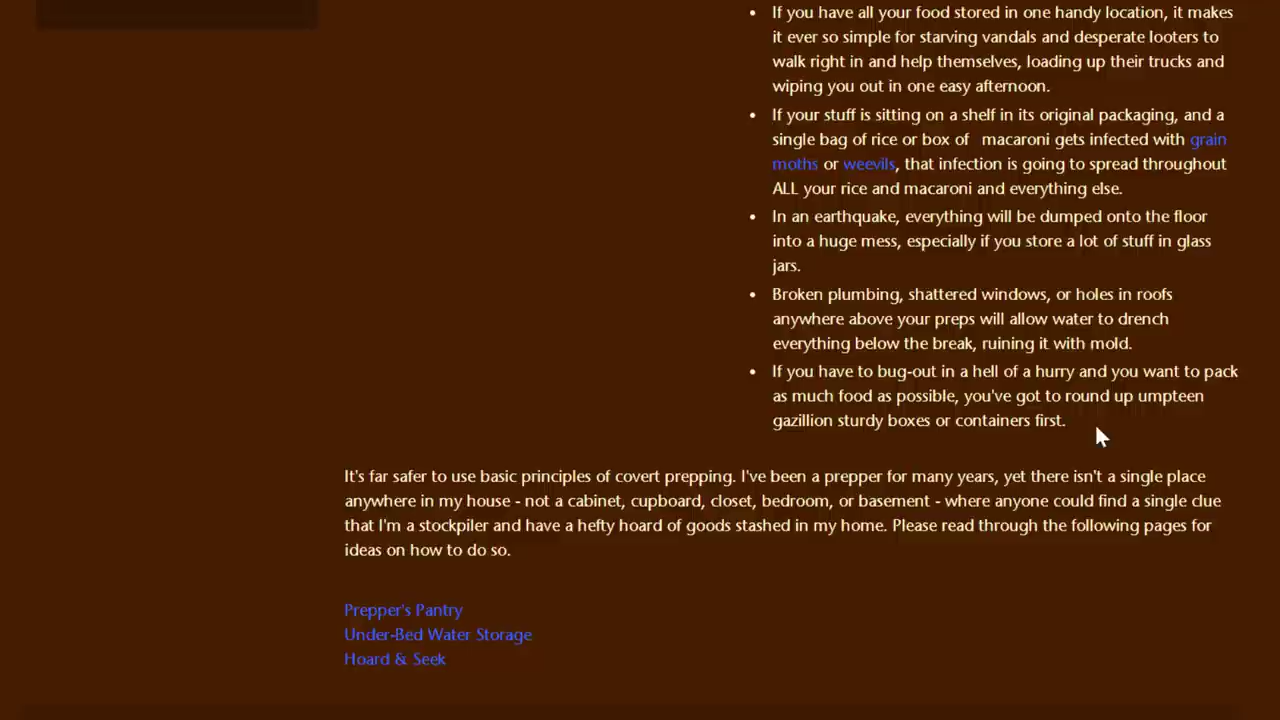 • If you have all your food stored in one handy location, it makes
it ever so simple for starving vandals and desperate looters to
walk right in and help themselves, loading up their trucks and
wiping you out in one easy afternoon.
• If your stuff is sitting on a shelf in its original packaging, and a
single bag of rice or box of macaroni gets infected with grain
moths or weevils, that infection is going to spread throughout
ALL your rice and macaroni and everything else.
• In an earthquake, everything will be dumped onto the floor
into a huge mess, especially if you store a lot of stuff in glass
jars.
• Broken plumbing, shattered windows, or holes in roofs
anywhere above your preps will allow water to drench
everything below the break, ruining it with mold.
• If you have to bug-out in a hell of a hurry and you want to pack
as much food as possible, you've got to round up umpteen
gazillion sturdy boxes or containers first.
It's far safer to use basic principles of covert prepping. I've been a prepper for many years, yet there isn't a single place
anywhere in my house - not a cabinet, cupboard, closet, bedroom, or basement - where anyone could find a single clue
that I'm a stockpiler and have a hefty hoard of goods stashed in my home. Please read through the following pages for
ideas on how to do so.
Prepper's Pantry
Under-Bed Water Storage
Hoard & Seek